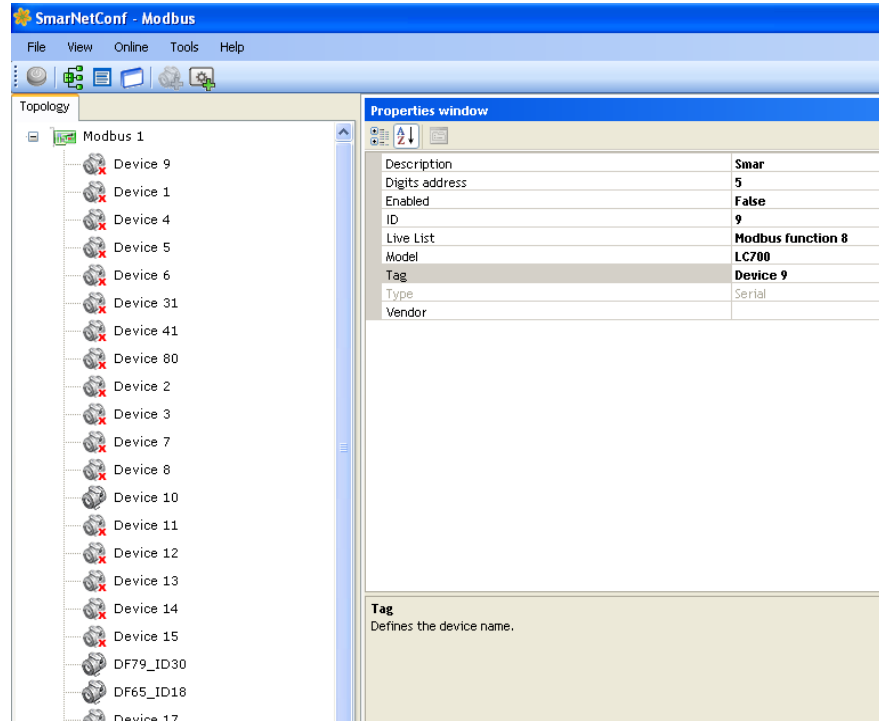 SmarNetConf - Modbus
File View Online Tools Help
Topology
Modbus 1
Device 9
Device 1
Device 4
Device 5
Device 6
Device 31
Device 41
Device 80
Device 2
Device 3
Device 7
Device 8
Device 10
Device 11
Device 12
Device 13
Device 14
Device 15
DF79_ID30
DF65_ID18
Device 17
Properties window
Description Smar
Digits address 5
Enabled False
ID 9
Live List Modbus function 8
Model LC700
Tag Device 9
Type Serial
Vendor
Tag
Defines the device name.